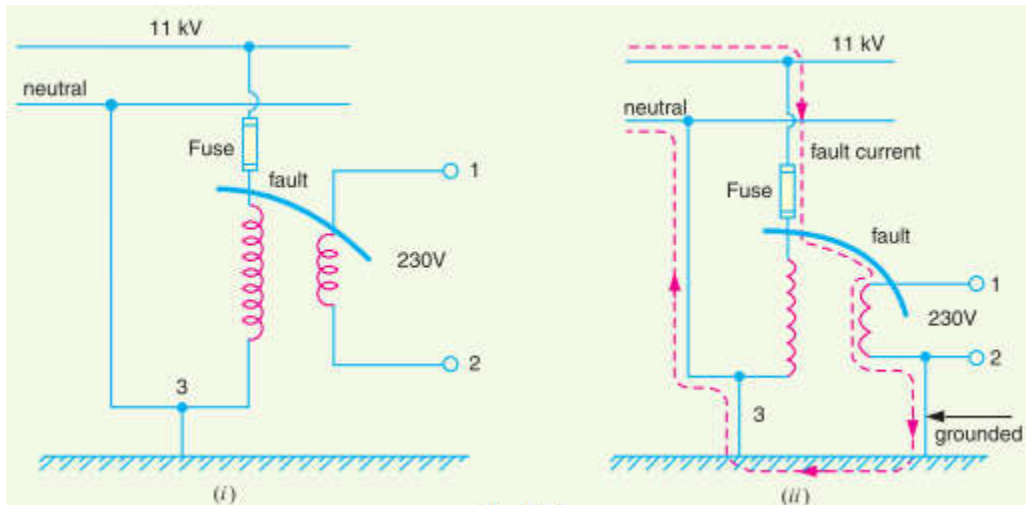 11 kV
neutral
Fuse
fault
1
230V
2
3
(i)
11 kV
neutral
fault current
Fuse
fault
1
230V
2
3
grounded
(ii)